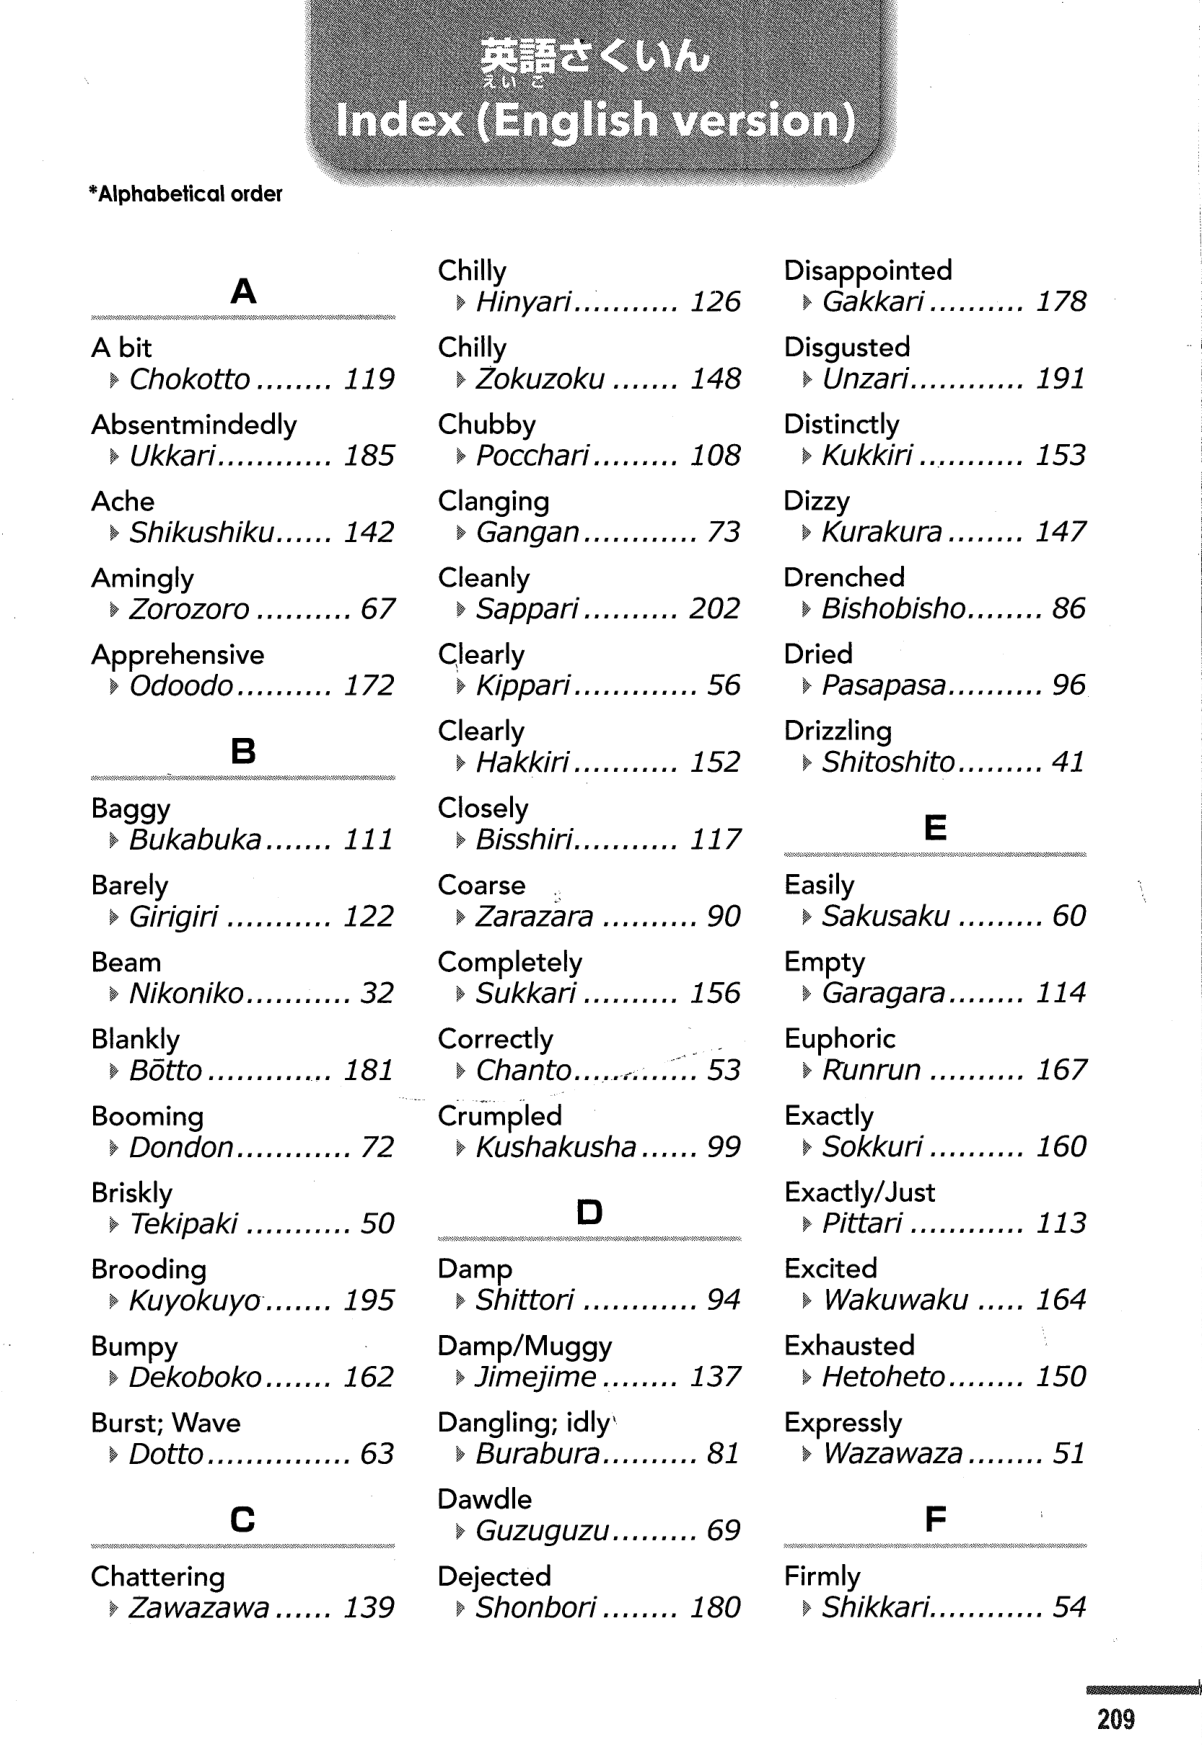 英語さくいん
えいご
Index (English version)
*Alphabetical order
A
A bit
Chokotto ........ 119
Absentmindedly
Ukkari............ 185
Ache
Shikushiku...... 142
Amingly
Zorozoro .......... 67
Apprehensive
Odoodo.......... 172
B
Baggy
Bukabuka....... 111
Barely
Girigiri ........... 122
Beam
Nikoniko........... 32
Blankly
Bōtto ............. 181
Booming
Dondon............ 72
Briskly
Tekipaki ........... 50
Brooding
Kuyokuyo....... 195
Bumpy
Dekoboko....... 162
Burst; Wave
Dotto............... 63
C
Chattering
Zawazawa ...... 139
Chilly
Hinyari........... 126
Chilly
Zokuzoku ....... 148
Chubby
Pocchari......... 108
Clanging
Gangan............ 73
Cleanly
Sappari .......... 202
Clearly
Kippari............. 56
Clearly
Hakkiri........... 152
Closely
Bisshiri........... 117
Coarse
Zarazara .......... 90
Completely
Sukkari .......... 156
Correctly
Chanto............. 53
Crumpled
Kushakusha...... 99
D
Damp
Shittori ............ 94
Damp/Muggy
Jimejime ........ 137
Dangling; idly
Burabura.......... 81
Dawdle
Guzuguzu......... 69
Dejected
Shonbori ........ 180
Disappointed
Gakkari .......... 178
Disgusted
Unzari............ 191
Distinctly
Kukkiri ........... 153
Dizzy
Kurakura ........ 147
Drenched
Bishobisho........ 86
Dried
Pasapasa.......... 96
Drizzling
Shitoshito......... 41
E
Easily
Sakusaku ......... 60
Empty
Garagara........ 114
Euphoric
Runrun .......... 167
Exactly
Sokkuri .......... 160
Exactly/Just
Pittari ............ 113
Excited
Wakuwaku ..... 164
Exhausted
Hetoheto........ 150
Expressly
Wazawaza ........ 51
F
Firmly
Shikkari............ 54
209